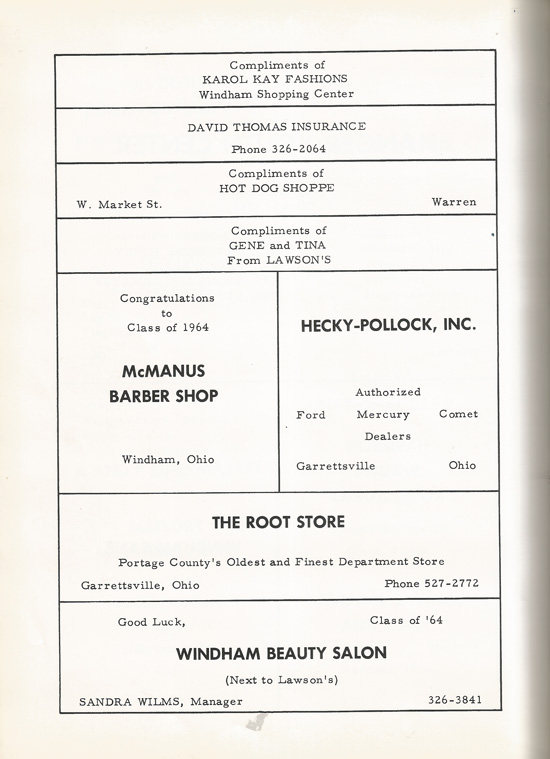 Compliments of
KAROL KAY FASHIONS
Windham Shopping Center
DAVID THOMAS INSURANCE
Phone 326-2064
Compliments of
HOT DOG SHOPPE
W. Market St. Warren
Compliments of
GENE and TINA
From LAWSON'S
Congratulations
to
Class of 1964
McMANUS
BARBER SHOP
Windham, Ohio
HECKY-POLLOCK, INC.
Authorized
Ford Mercury Comet
Dealers
Garrettsville Ohio
THE ROOT STORE
Portage County's Oldest and Finest Department Store
Garrettsville, Ohio Phone 527-2772
Good Luck, Class of '64
WINDHAM BEAUTY SALON
(Next to Lawson's)
SANDRA WILMS, Manager 326-3841